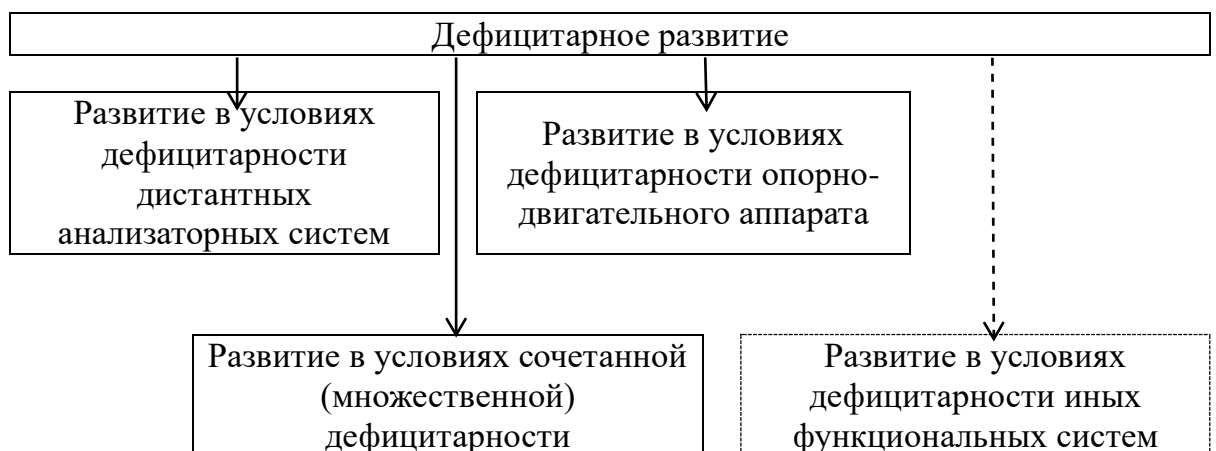 Дефицитарное развитие
Развитие в условиях
дефицитарности
дистантных
анализаторных систем
Развитие в условиях
дефицитарности опорно-
двигательного аппарата
Развитие в условиях сочетанной
(множественной)
дефицитарности
Развитие в условиях
дефицитарности иных
функциональных систем